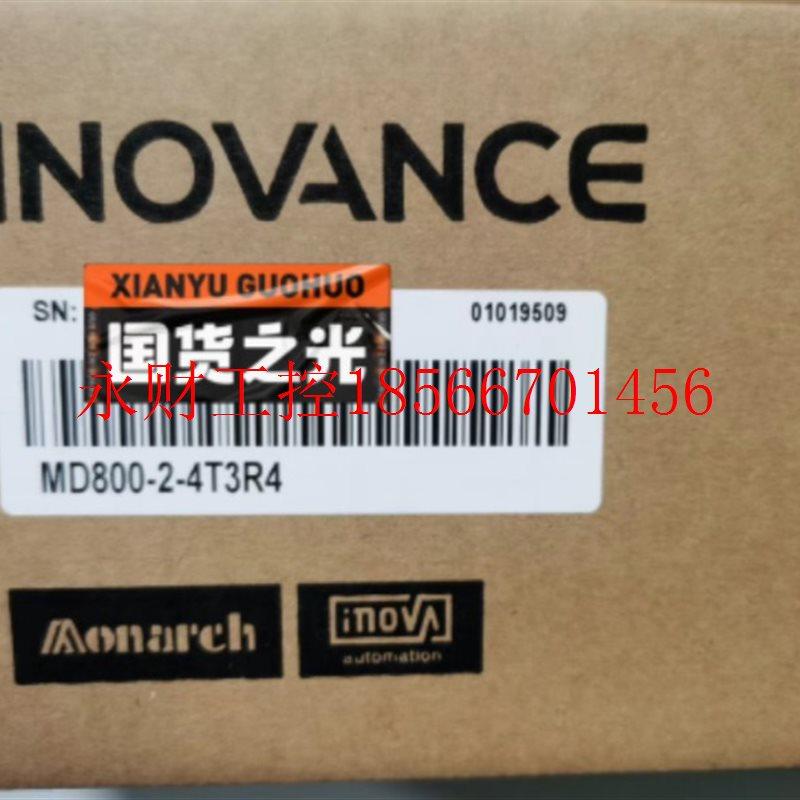 INOVANCE
XIANYU GUOHUO
SN: 01019509
国货之光
永财工控18566701456
MD800-2-4T3R4
Monarch
inova
automation